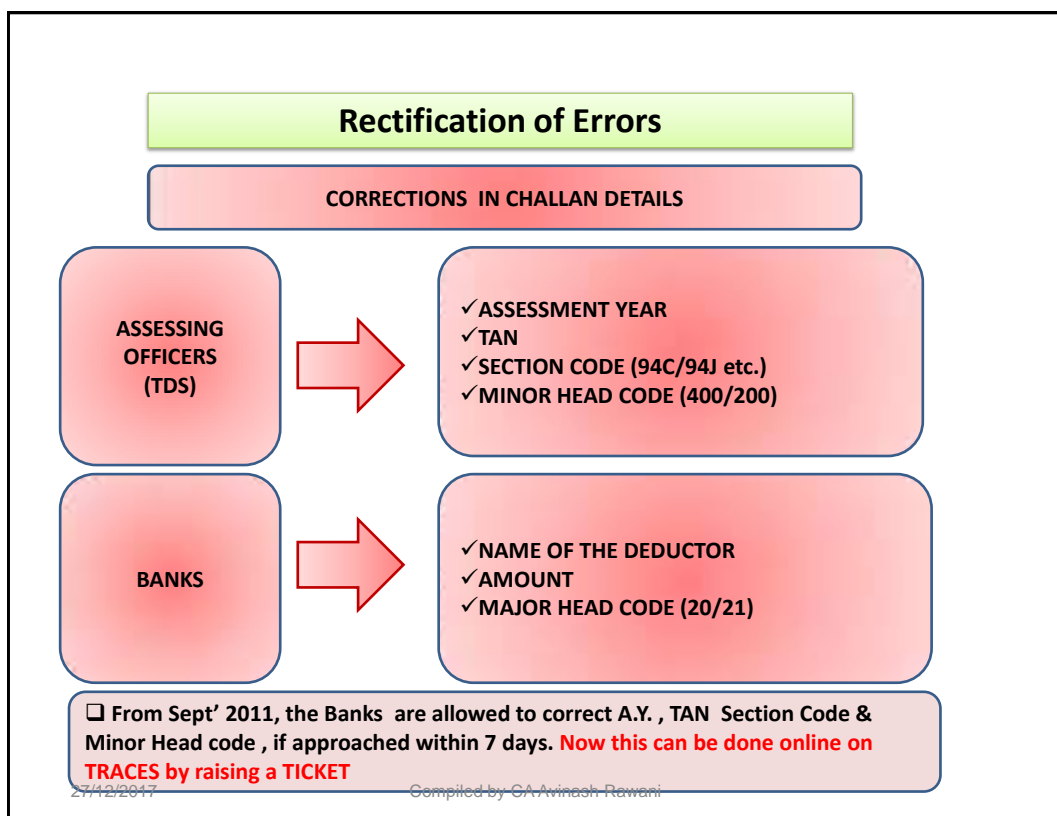 Rectification of Errors
CORRECTIONS IN CHALLAN DETAILS
ASSESSING
OFFICERS
(TDS)
✓ASSESSMENT YEAR
✓TAN
✓SECTION CODE (94C/94J etc.)
✓MINOR HEAD CODE (400/200)
BANKS
✓NAME OF THE DEDUCTOR
✓AMOUNT
✓MAJOR HEAD CODE (20/21)
❑ From Sept’ 2011, the Banks are allowed to correct A.Y. , TAN Section Code &
Minor Head code , if approached within 7 days. Now this can be done online on
TRACES by raising a TICKET
27/12/2017 Compiled by CA Avinash Rawani